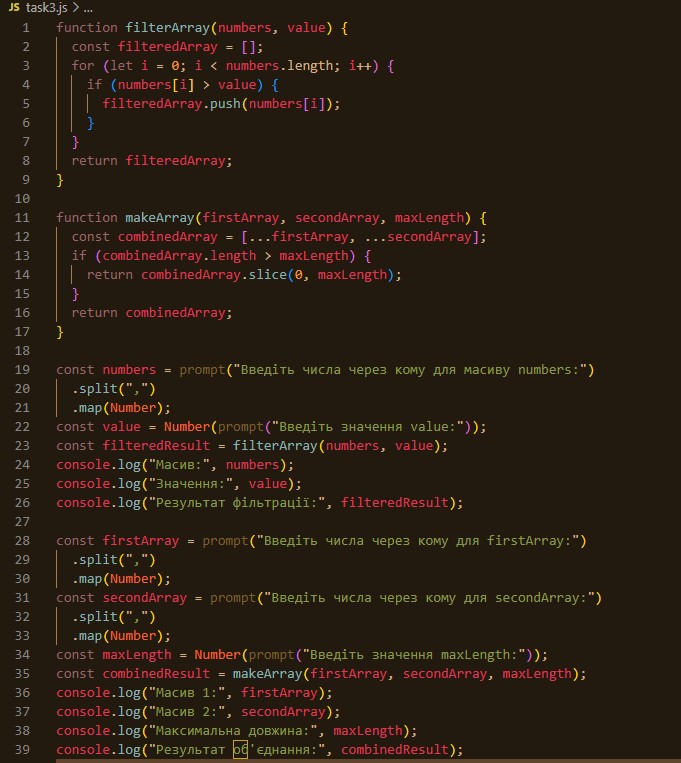 JS task3.js > ...
1 function filterArray(numbers, value) {
2 const filteredArray = [];
3 for (let i = 0; i < numbers.length; i++) {
4 if (numbers[i] > value) {
5 filteredArray.push(numbers[i]);
6 }
7 }
8 return filteredArray;
9 }
10
11 function makeArray(firstArray, secondArray, maxLength) {
12 const combinedArray = [...firstArray, ...secondArray];
13 if (combinedArray.length > maxLength) {
14 return combinedArray.slice(0, maxLength);
15 }
16 return combinedArray;
17 }
18
19 const numbers = prompt("Введіть числа через кому для масиву numbers:")
20 .split(",")
21 .map(Number);
22 const value = Number(prompt("Введіть значення value:"));
23 const filteredResult = filterArray(numbers, value);
24 console.log("Масив:", numbers);
25 console.log("Значення:", value);
26 console.log("Результат фільтрації:", filteredResult);
27
28 const firstArray = prompt("Введіть числа через кому для firstArray:")
29 .split(",")
30 .map(Number);
31 const secondArray = prompt("Введіть числа через кому для secondArray:")
32 .split(",")
33 .map(Number);
34 const maxLength = Number(prompt("Введіть значення maxLength:"));
35 const combinedResult = makeArray(firstArray, secondArray, maxLength);
36 console.log("Масив 1:", firstArray);
37 console.log("Масив 2:", secondArray);
38 console.log("Максимальна довжина:", maxLength);
39 console.log("Результат об'єднання:", combinedResult);